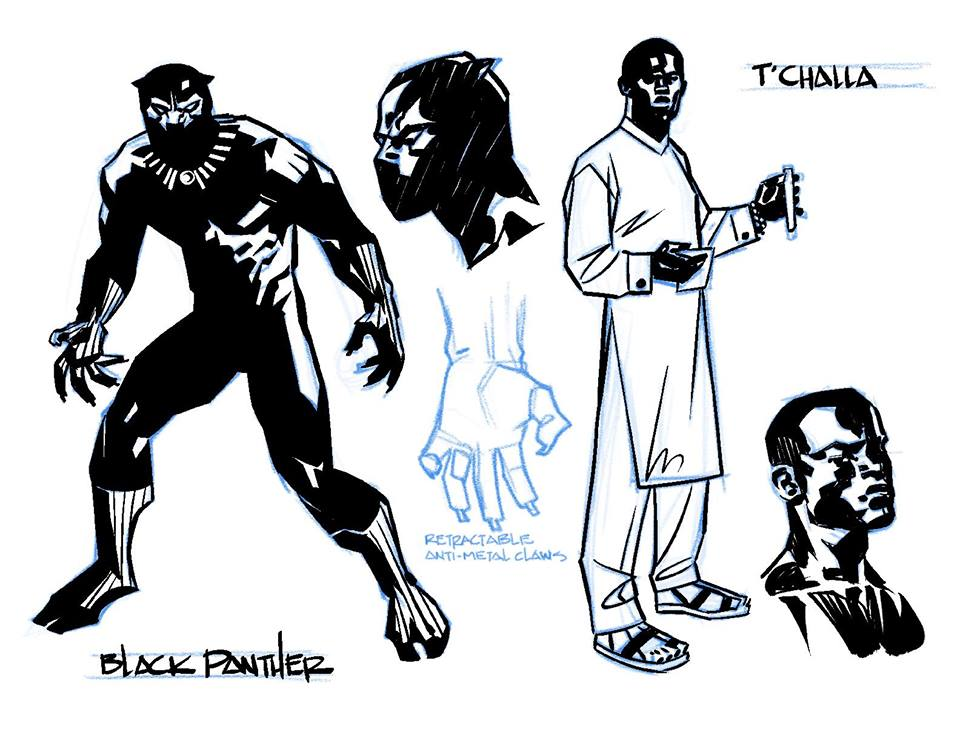 T'CHALLA
RETRACTABLE
ANTI-METAL CLAWS
BLACK PANTHER